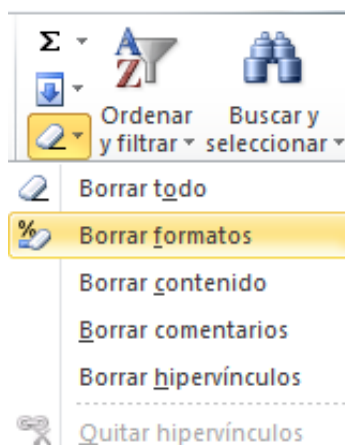 Σ
A
Z
Ordenar y filtrar
Buscar y seleccionar
Borrar todo
% Borrar formatos
Borrar contenido
Borrar comentarios
Borrar hipervínculos
Quitar hipervínculos